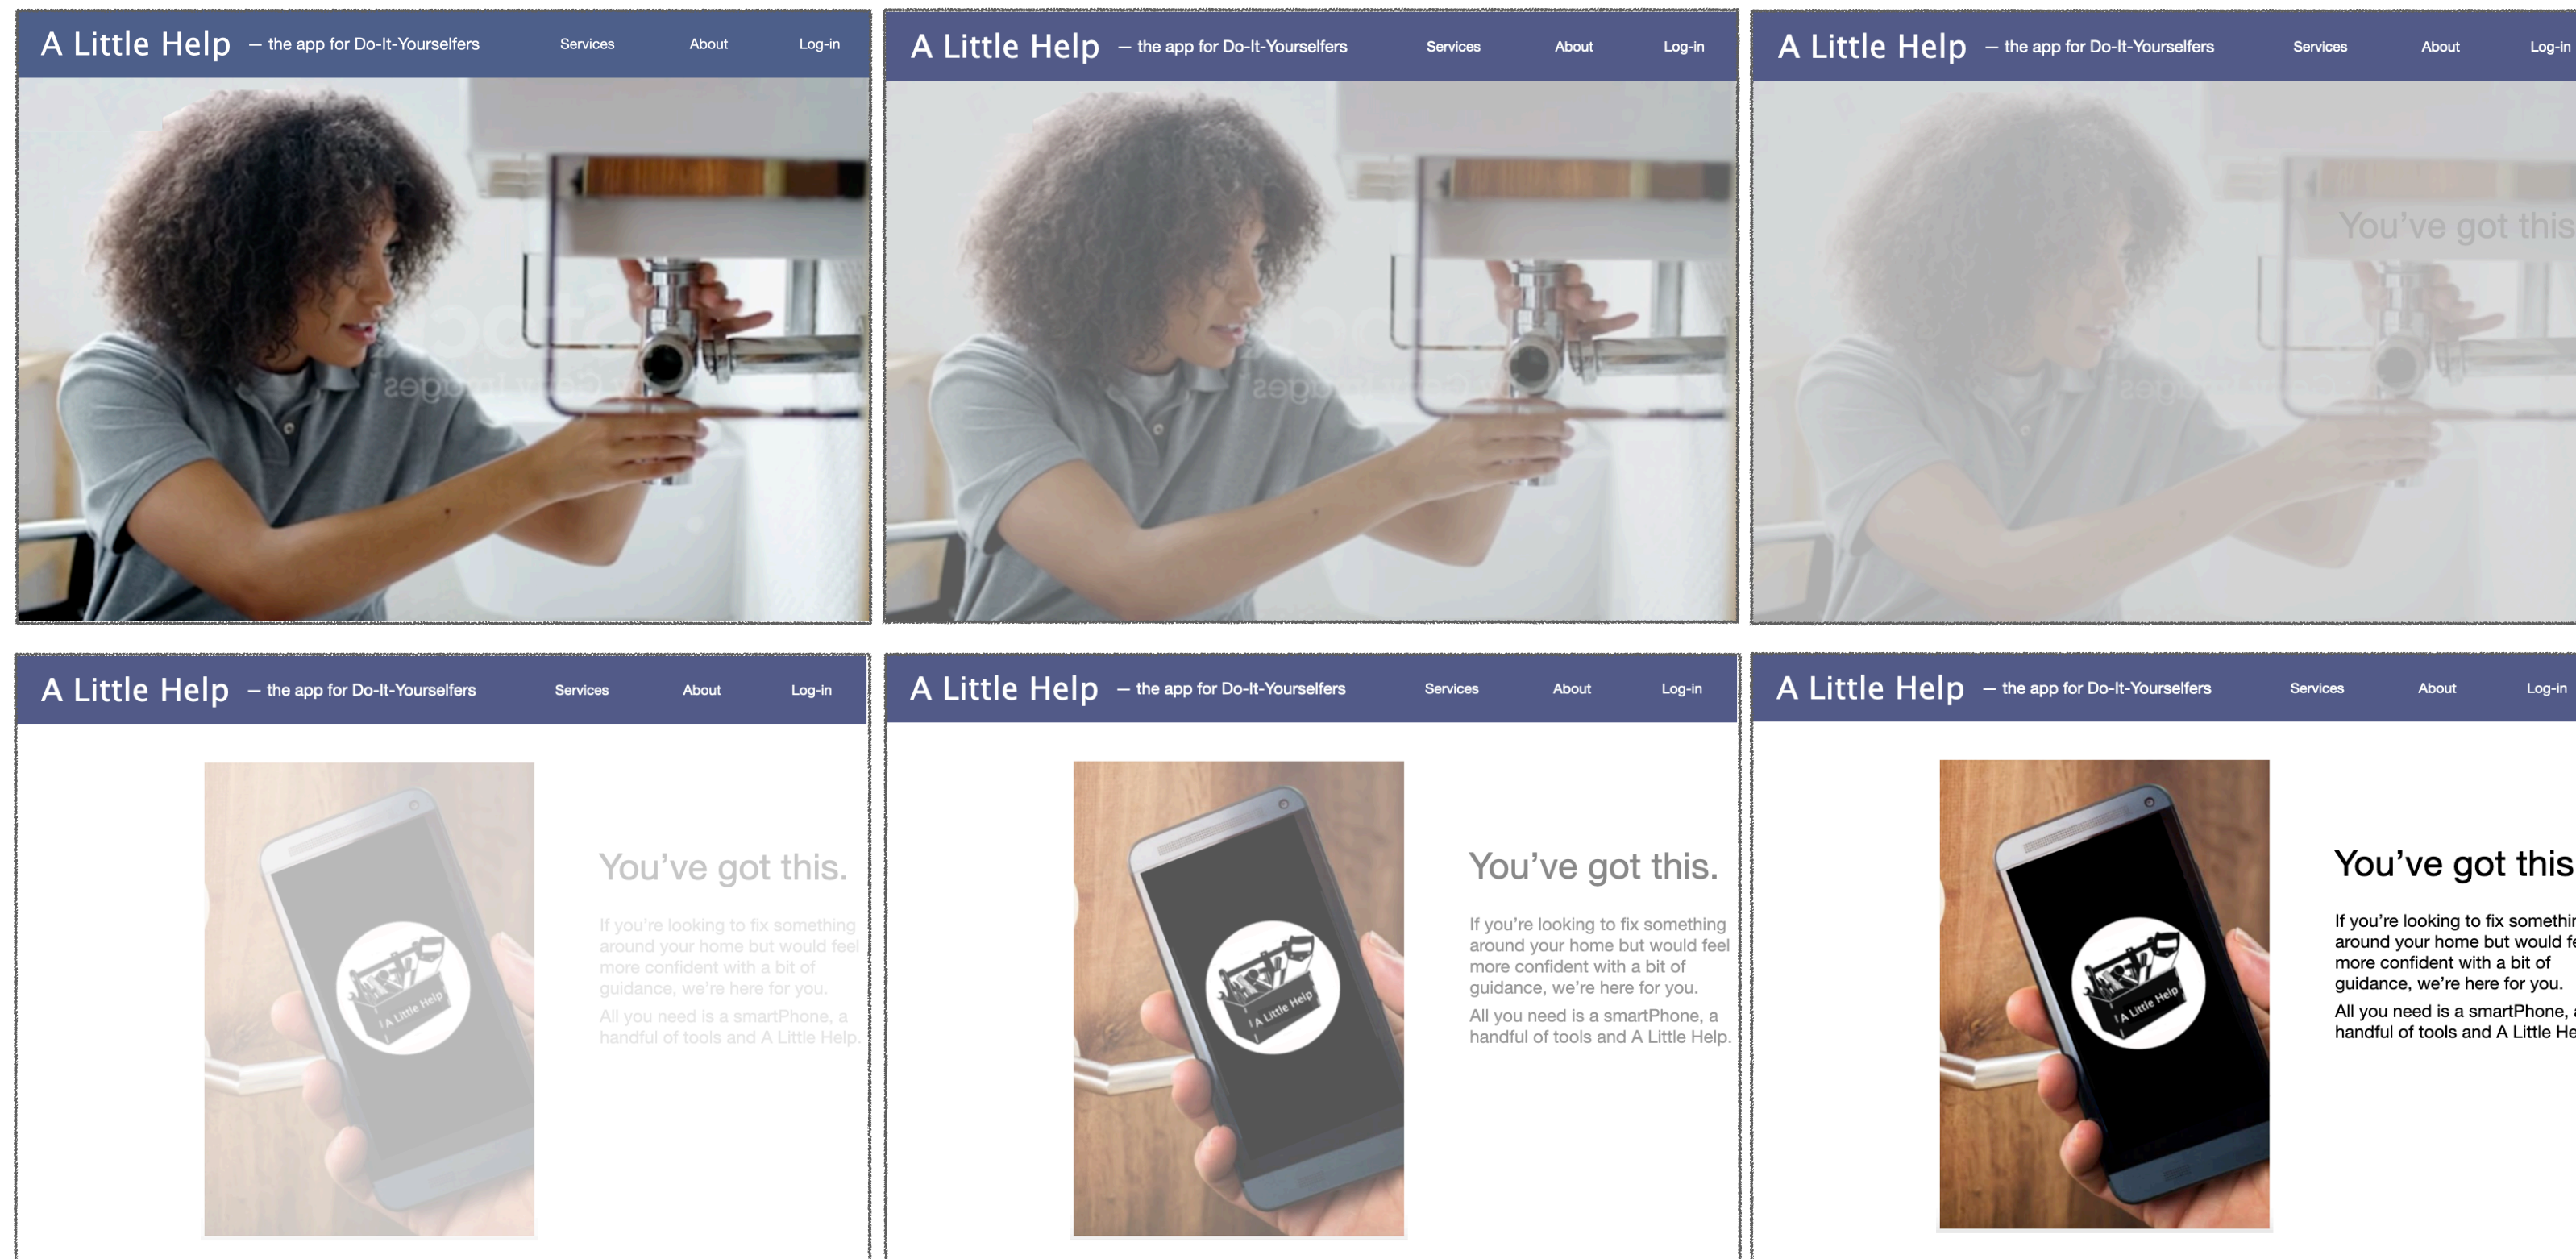 A Little Help — the app for Do-It-Yourselfers Services About Log-in
A Little Help — the app for Do-It-Yourselfers Services About Log-in
A Little Help — the app for Do-It-Yourselfers Services About Log-in
You've got this
Stoc
by Getty Images™
by Getty Images™
A Little Help — the app for Do-It-Yourselfers Services About Log-in
You've got this.
If you're looking to fix something
around your home but would feel
more confident with a bit of
guidance, we're here for you.
All you need is a smartPhone, a
handful of tools and A Little Help.
A Little Help
A Little Help — the app for Do-It-Yourselfers Services About Log-in
You've got this.
If you're looking to fix something
around your home but would feel
more confident with a bit of
guidance, we're here for you.
All you need is a smartPhone, a
handful of tools and A Little Help.
A Little Help
A Little Help — the app for Do-It-Yourselfers Services About Log-in
You've got this
If you're looking to fix somethin
around your home but would fe
more confident with a bit of
guidance, we're here for you.
All you need is a smartPhone, a
handful of tools and A Little He
A Little Help